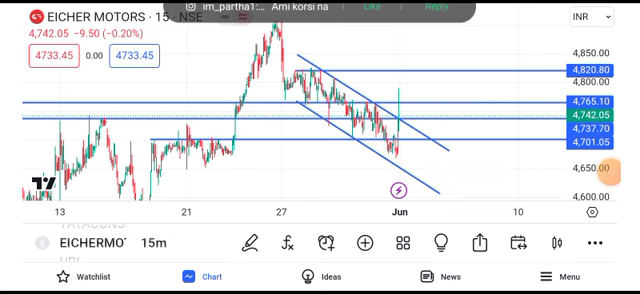 im_partha1:... Ami korsi na Like Reply
EICHER MOTORS · 15 · NSE
INR
4,742.05 −9.50 (−0.20%)
4733.45 0.00 4733.45
4,850.00
4,820.80
4,800.00
4,765.10
4,742.05
4,737.70
4,701.05
4,650.00
4,600.00
13 21 27 Jun 10
EICHERMO 15m
Watchlist Chart Ideas News Menu